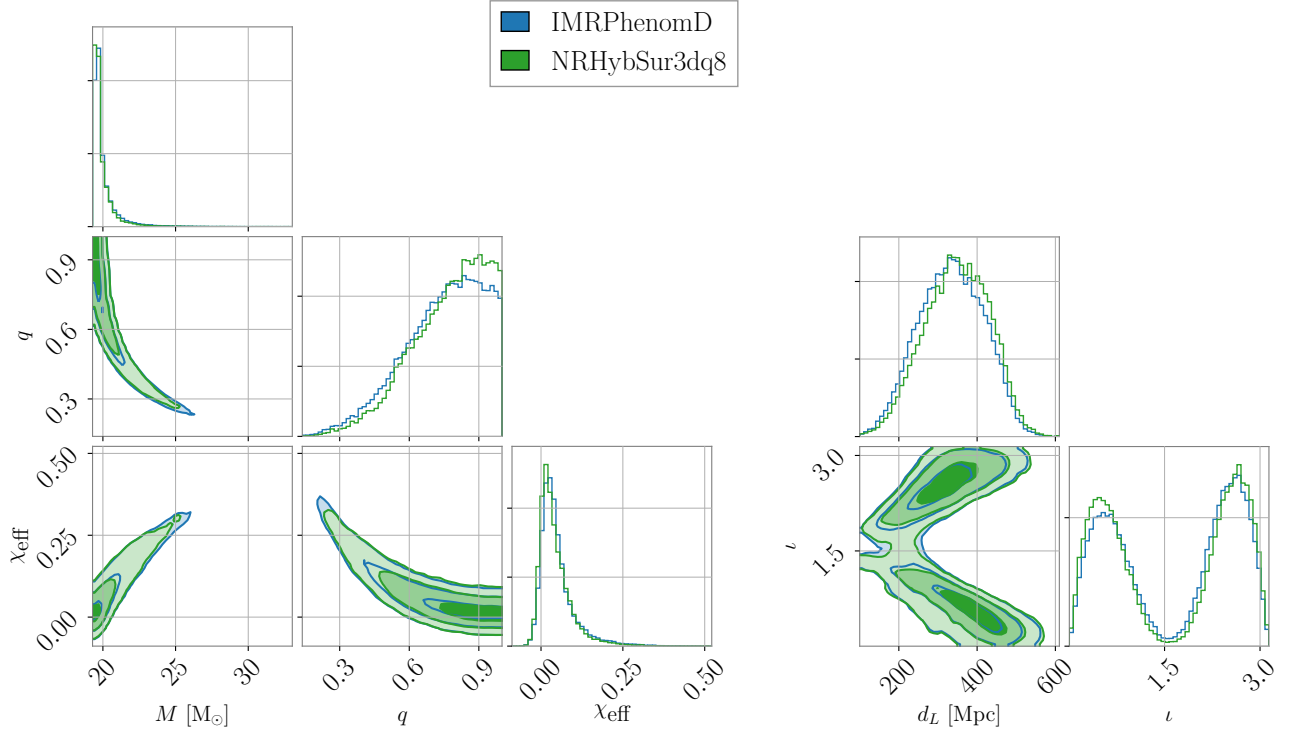 IMRPhenomD
NRHybSur3dq8
0.9
0.6
0.3
q
0.50
0.25
0.00
χeff
3.0
1.5
ι
20 25 30
M [M⊙]
0.3 0.6 0.9
q
0.00 0.25 0.50
χeff
200 400 600
d_L [Mpc]
1.5 3.0
ι